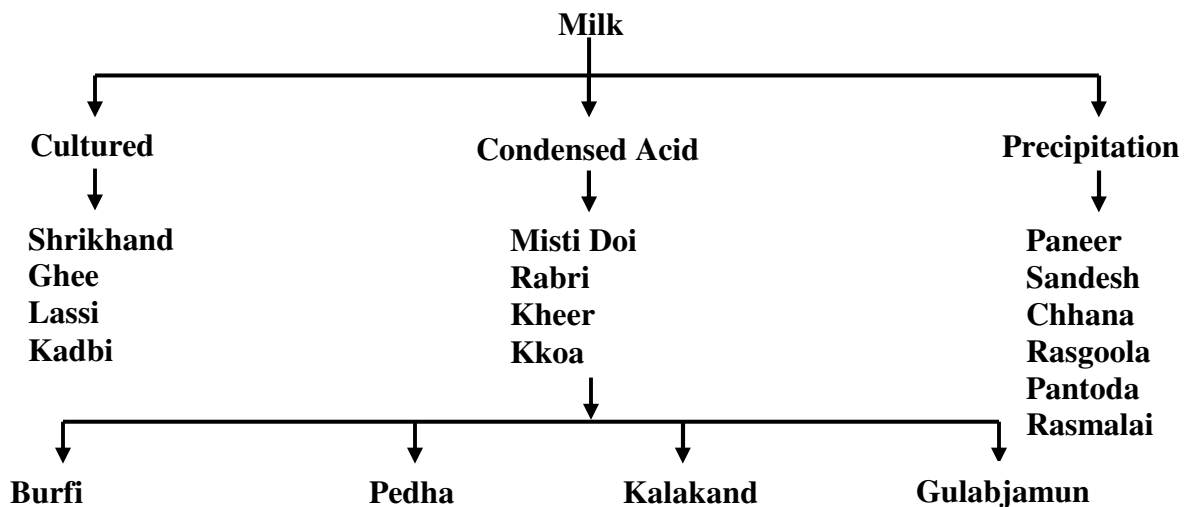 Milk
Cultured
Condensed Acid
Precipitation
Shrikhand
Ghee
Lassi
Kadbi
Misti Doi
Rabri
Kheer
Kkoa
Paneer
Sandesh
Chhana
Rasgoola
Pantoda
Rasmalai
Burfi
Pedha
Kalakand
Gulabjamun